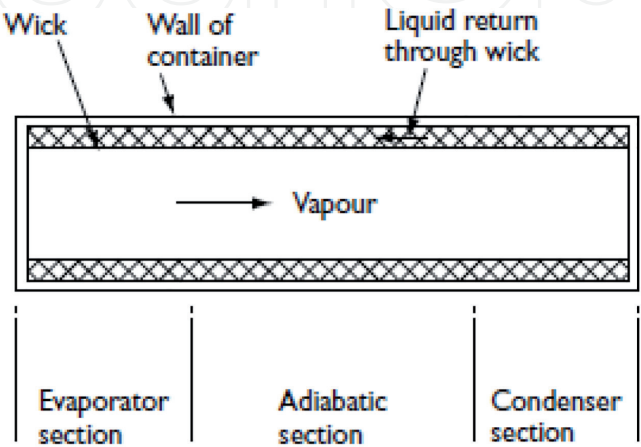 Wick
Wall of
container
Liquid return
through wick
Vapour
Evaporator
section
Adiabatic
section
Condenser
section